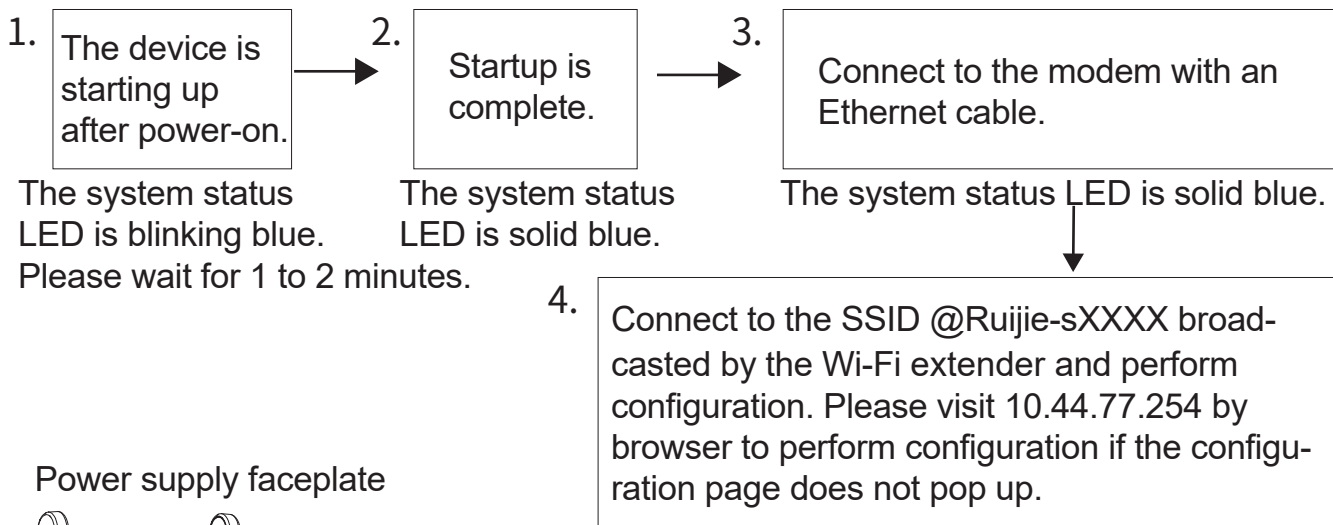 1.
The device is
starting up
after power-on.
The system status
LED is blinking blue.
Please wait for 1 to 2 minutes.
2.
Startup is
complete.
The system status
LED is solid blue.
3.
Connect to the modem with an
Ethernet cable.
The system status LED is solid blue.
4.
Connect to the SSID @Ruijie-sXXXX broad-
casted by the Wi-Fi extender and perform
configuration. Please visit 10.44.77.254 by
browser to perform configuration if the configu-
ration page does not pop up.
Power supply faceplate